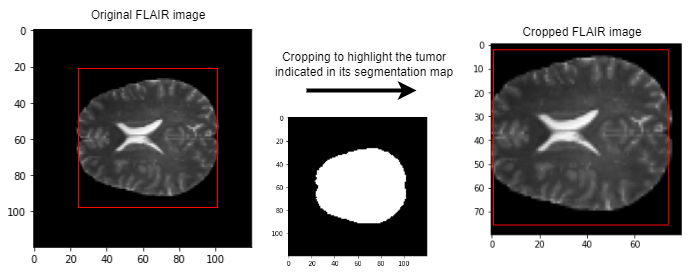 Original FLAIR image
0
20
40
60
80
100
0 20 40 60 80 100
Cropping to highlight the tumor
indicated in its segmentation map
0
20
40
60
80
100
0 20 40 60 80 100
Cropped FLAIR image
0
10
20
30
40
50
60
70
0 20 40 60